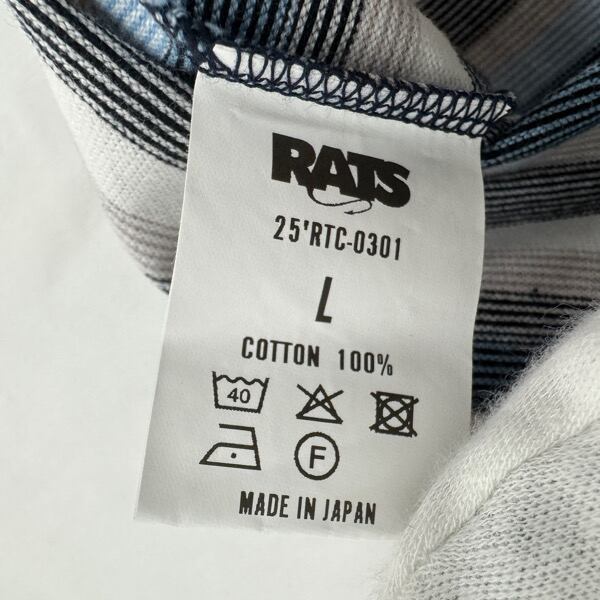 RATS
25'RTC-0301
L
COTTON 100%
40
F
MADE IN JAPAN